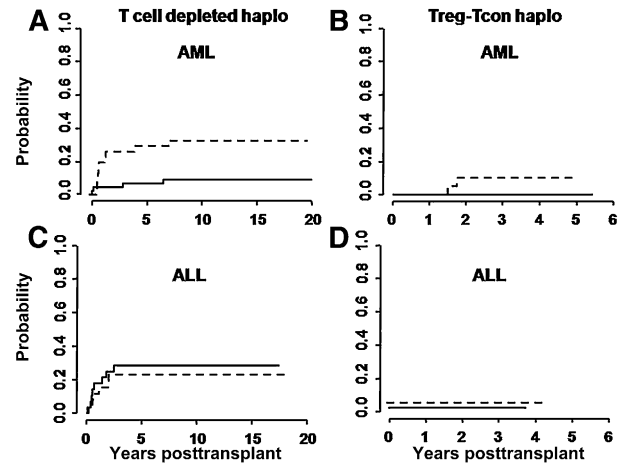 A T cell depleted haplo
B Treg-Tcon haplo
AML
AML
Probability
0.0 0.2 0.4 0.6 0.8 1.0
0.0 0.2 0.4 0.6 0.8 1.0
0 5 10 15 20
0 1 2 3 4 5 6
C
D
ALL
ALL
Probability
0.0 0.2 0.4 0.6 0.8 1.0
0.0 0.2 0.4 0.6 0.8 1.0
0 5 10 15 20
0 1 2 3 4 5 6
Years posttransplant
Years posttransplant